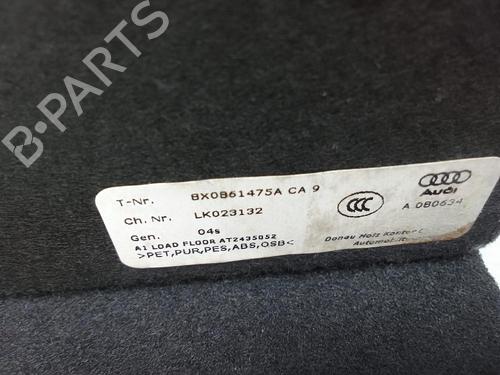 B-PARTS
T-Nr. 8X0861475A CA 9
Ch. Nr. LK023132
Gen. 04s
A1 LOAD FLOOR AT2435052
>PET,PUR,PES,ABS,OSB<
CCC
Audi
A 080634
Donau Holz Kontor